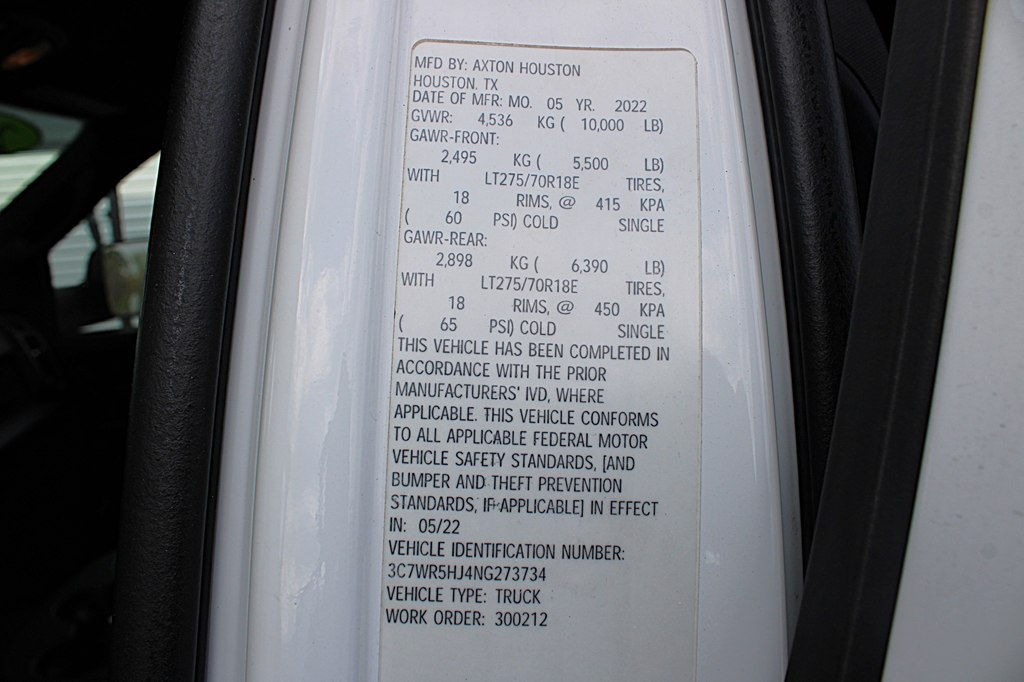 MFD BY: AXTON HOUSTON
HOUSTON, TX
DATE OF MFR: MO. 05 YR. 2022
GVWR: 4,536 KG ( 10,000 LB)
GAWR-FRONT:
2,495 KG ( 5,500 LB)
WITH LT275/70R18E TIRES,
18 RIMS, @ 415 KPA
( 60 PSI) COLD SINGLE
GAWR-REAR:
2,898 KG ( 6,390 LB)
WITH LT275/70R18E TIRES,
18 RIMS, @ 450 KPA
( 65 PSI) COLD SINGLE
THIS VEHICLE HAS BEEN COMPLETED IN
ACCORDANCE WITH THE PRIOR
MANUFACTURERS' IVD, WHERE
APPLICABLE. THIS VEHICLE CONFORMS
TO ALL APPLICABLE FEDERAL MOTOR
VEHICLE SAFETY STANDARDS, [AND
BUMPER AND THEFT PREVENTION
STANDARDS, IF APPLICABLE] IN EFFECT
IN: 05/22
VEHICLE IDENTIFICATION NUMBER:
3C7WR5HJ4NG273734
VEHICLE TYPE: TRUCK
WORK ORDER: 300212